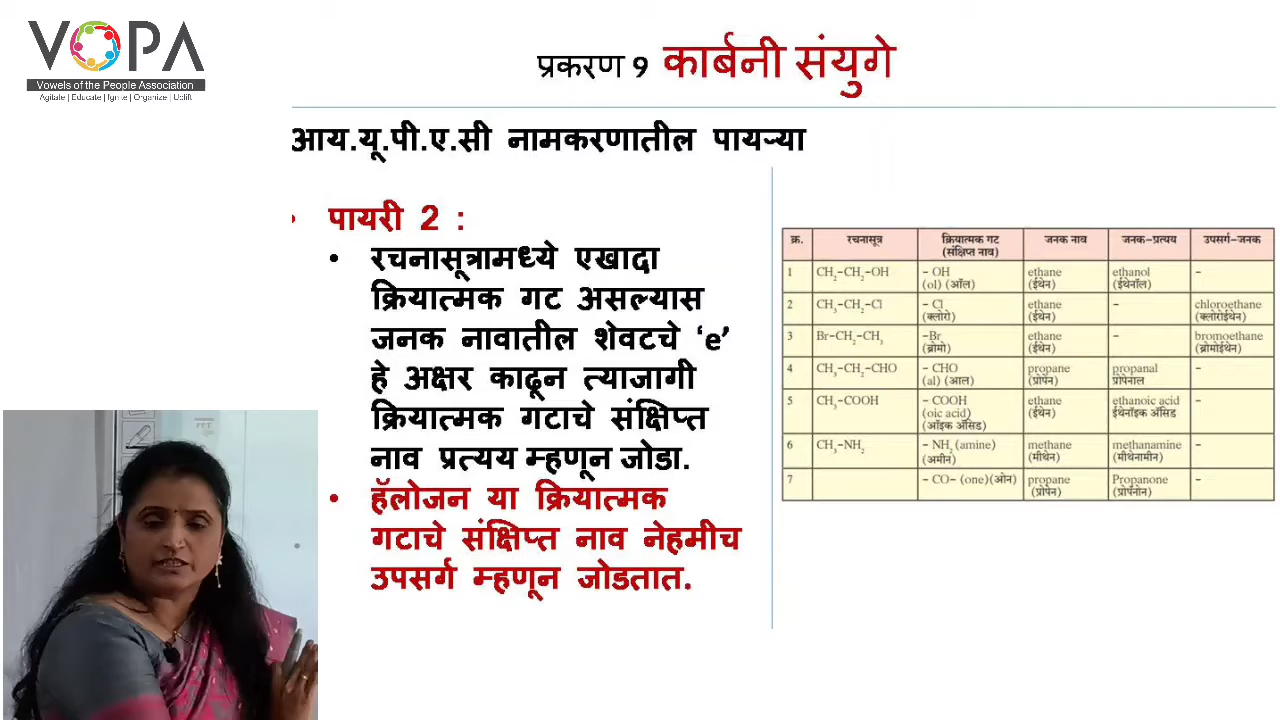 VOPA
Vowels of the People Association
Agitate | Educate | Ignite | Organize | Uplift
प्रकरण 9 कार्बनी संयुगे
आय.यू.पी.ए.सी नामकरणातील पायऱ्या
पायरी 2 :
रचनासूत्रामध्ये एखादा
क्रियात्मक गट असल्यास
जनक नावातील शेवटचे ‘e’
हे अक्षर काढून त्याजागी
क्रियात्मक गटाचे संक्षिप्त
नाव प्रत्यय म्हणून जोडा.
हॅलोजन या क्रियात्मक
गटाचे संक्षिप्त नाव नेहमीच
उपसर्ग म्हणून जोडतात.
क्र. रचनासूत्र क्रियात्मक गट जनक नाव जनक-प्रत्यय उपसर्ग-जनक
(संक्षिप्त नाव)
1 CH₃-CH₂-OH - OH ethane ethanol -
(ol) (ऑल) (ईथेन) (ईथेनॉल)
2 CH₃-CH₂-Cl - Cl ethane - chloroethane
(क्लोरो) (ईथेन) (क्लोरोईथेन)
3 Br-CH₂-CH₃ -Br ethane - bromoethane
(ब्रोमो) (ईथेन) (ब्रोमोईथेन)
4 CH₃-CH₂-CHO - CHO propane propanal -
(al) (आल) (प्रोपेन) (प्रोपेनाल
5 CH₃-COOH - COOH ethane ethanoic acid -
(oic acid) (ईथेन) ईथेनॉइक ॲसिड
(ऑइक ॲसिड)
6 CH₃-NH₂ - NH₂ (amine) methane methanamine -
(अमीन) (मीथेन) (मीथेनामीन)
7 - CO- (one)(ओन) propane Propanone -
(प्रोपेन) (प्रोपॅनोन)